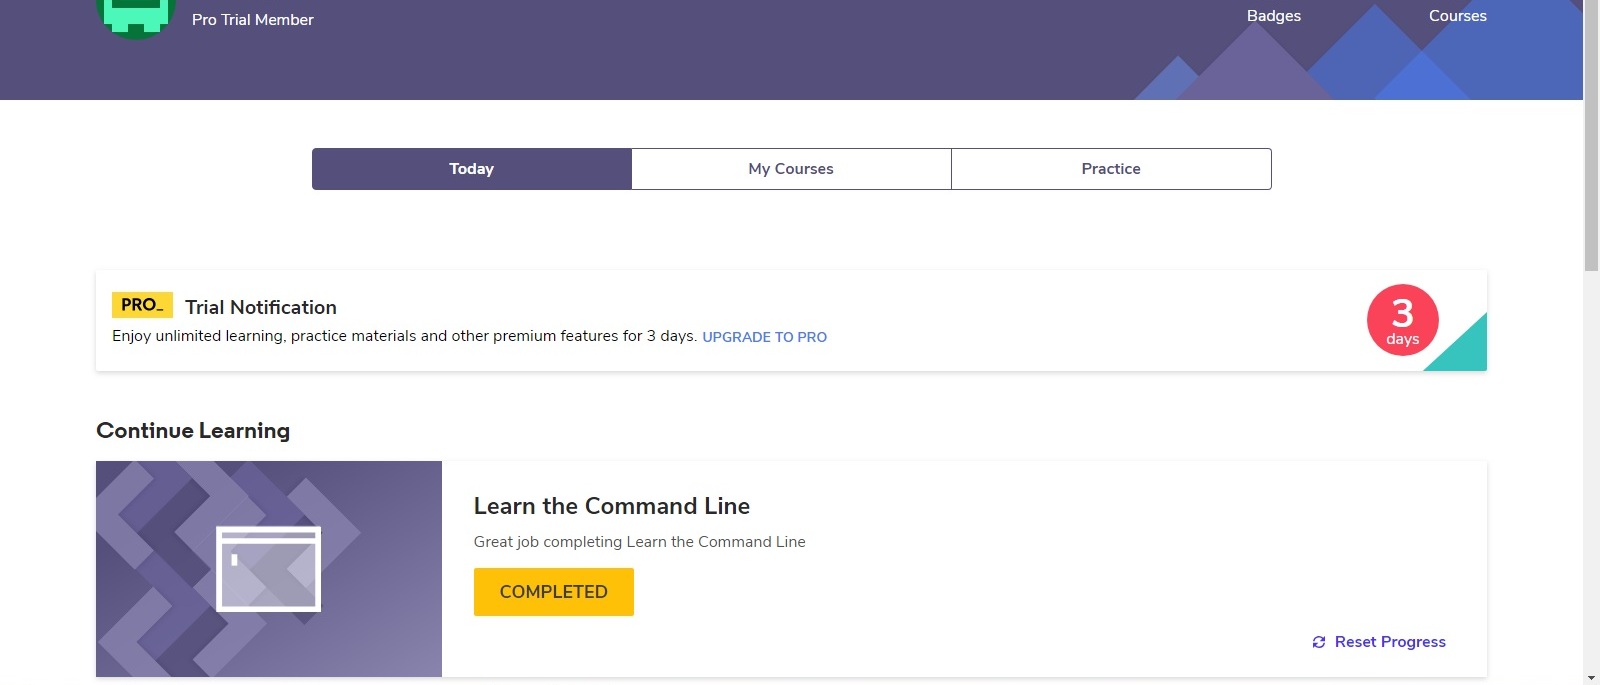 Pro Trial Member
Badges
Courses
Today
My Courses
Practice
PRO_ Trial Notification
Enjoy unlimited learning, practice materials and other premium features for 3 days. UPGRADE TO PRO
3
days
Continue Learning
Learn the Command Line
Great job completing Learn the Command Line
COMPLETED
Reset Progress